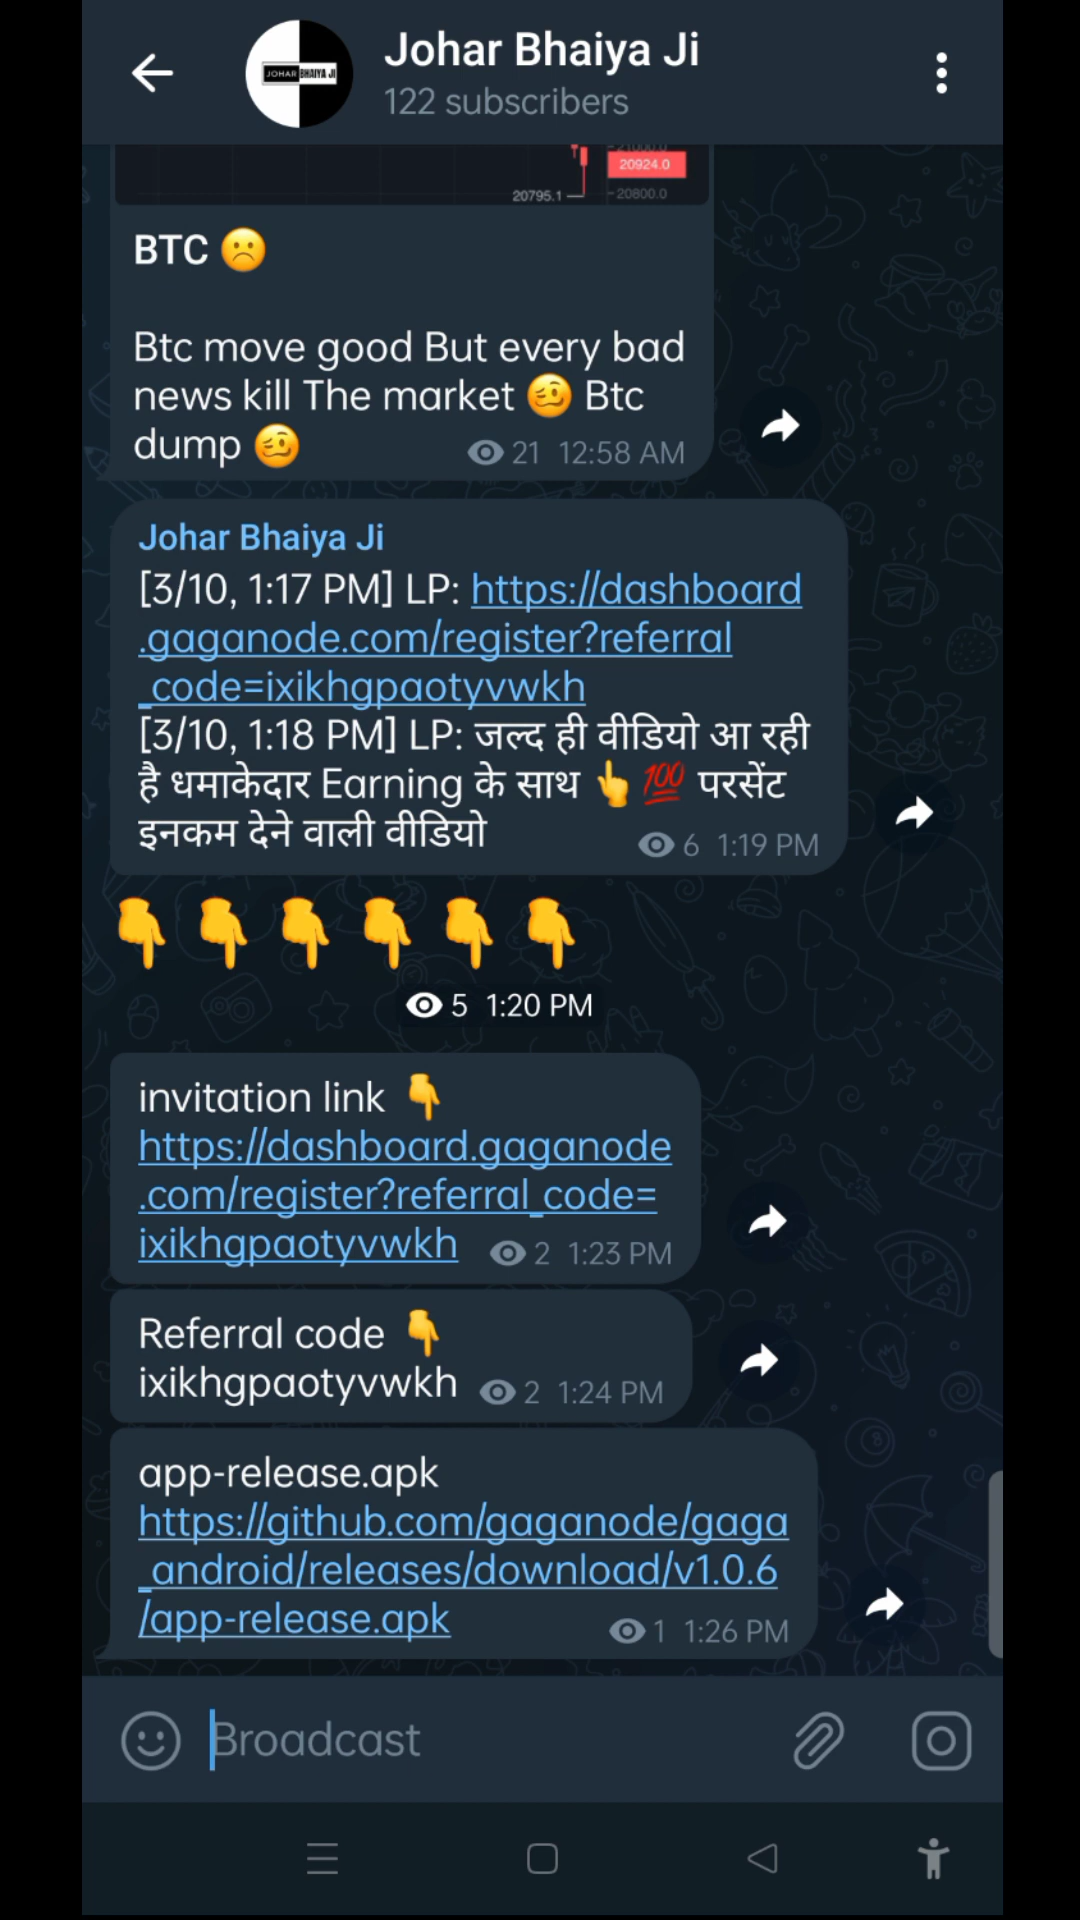 Johar Bhaiya Ji
122 subscribers
JOHAR BHAIYA JI
21000.0
20924.0
20795.1
20800.0
BTC 🙁
Btc move good But every bad
news kill The market 🥴 Btc
dump 🥴 21 12:58 AM
Johar Bhaiya Ji
[3/10, 1:17 PM] LP: https://dashboard
.gaganode.com/register?referral
_code=ixikhgpaotyvwkh
[3/10, 1:18 PM] LP: जल्द ही वीडियो आ रही
है धमाकेदार Earning के साथ 👆 💯 परसेंट
इनकम देने वाली वीडियो 6 1:19 PM
👇 👇 👇 👇 👇 👇
5 1:20 PM
invitation link 👇
https://dashboard.gaganode
.com/register?referral_code=
ixikhgpaotyvwkh 2 1:23 PM
Referral code 👇
ixikhgpaotyvwkh 2 1:24 PM
app-release.apk
https://github.com/gaganode/gaga
_android/releases/download/v1.0.6
/app-release.apk 1 1:26 PM
Broadcast